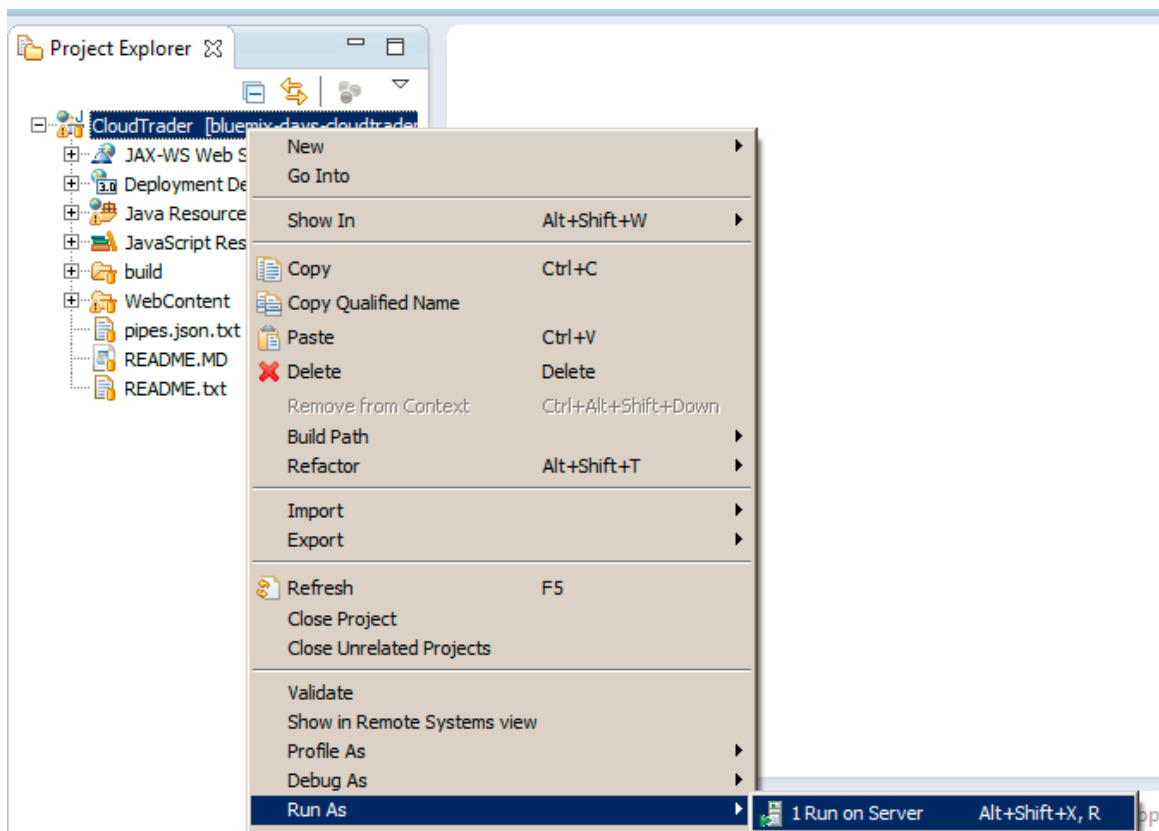 Project Explorer
CloudTrader [bluemix-days-cloudtrader
JAX-WS Web S
3.0 Deployment De
Java Resource
JavaScript Res
build
WebContent
pipes.json.txt
README.MD
README.txt
New
Go Into
Show In Alt+Shift+W
Copy Ctrl+C
Copy Qualified Name
Paste Ctrl+V
Delete Delete
Remove from Context Ctrl+Alt+Shift+Down
Build Path
Refactor Alt+Shift+T
Import
Export
Refresh F5
Close Project
Close Unrelated Projects
Validate
Show in Remote Systems view
Profile As
Debug As
Run As
1 Run on Server Alt+Shift+X, R
op